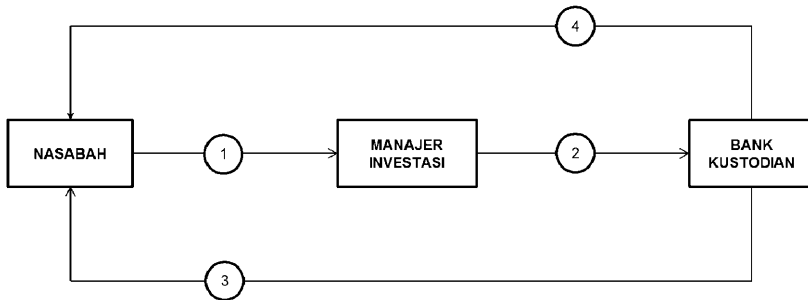 4
NASABAH
1
MANAJER
INVESTASI
2
BANK
KUSTODIAN
3